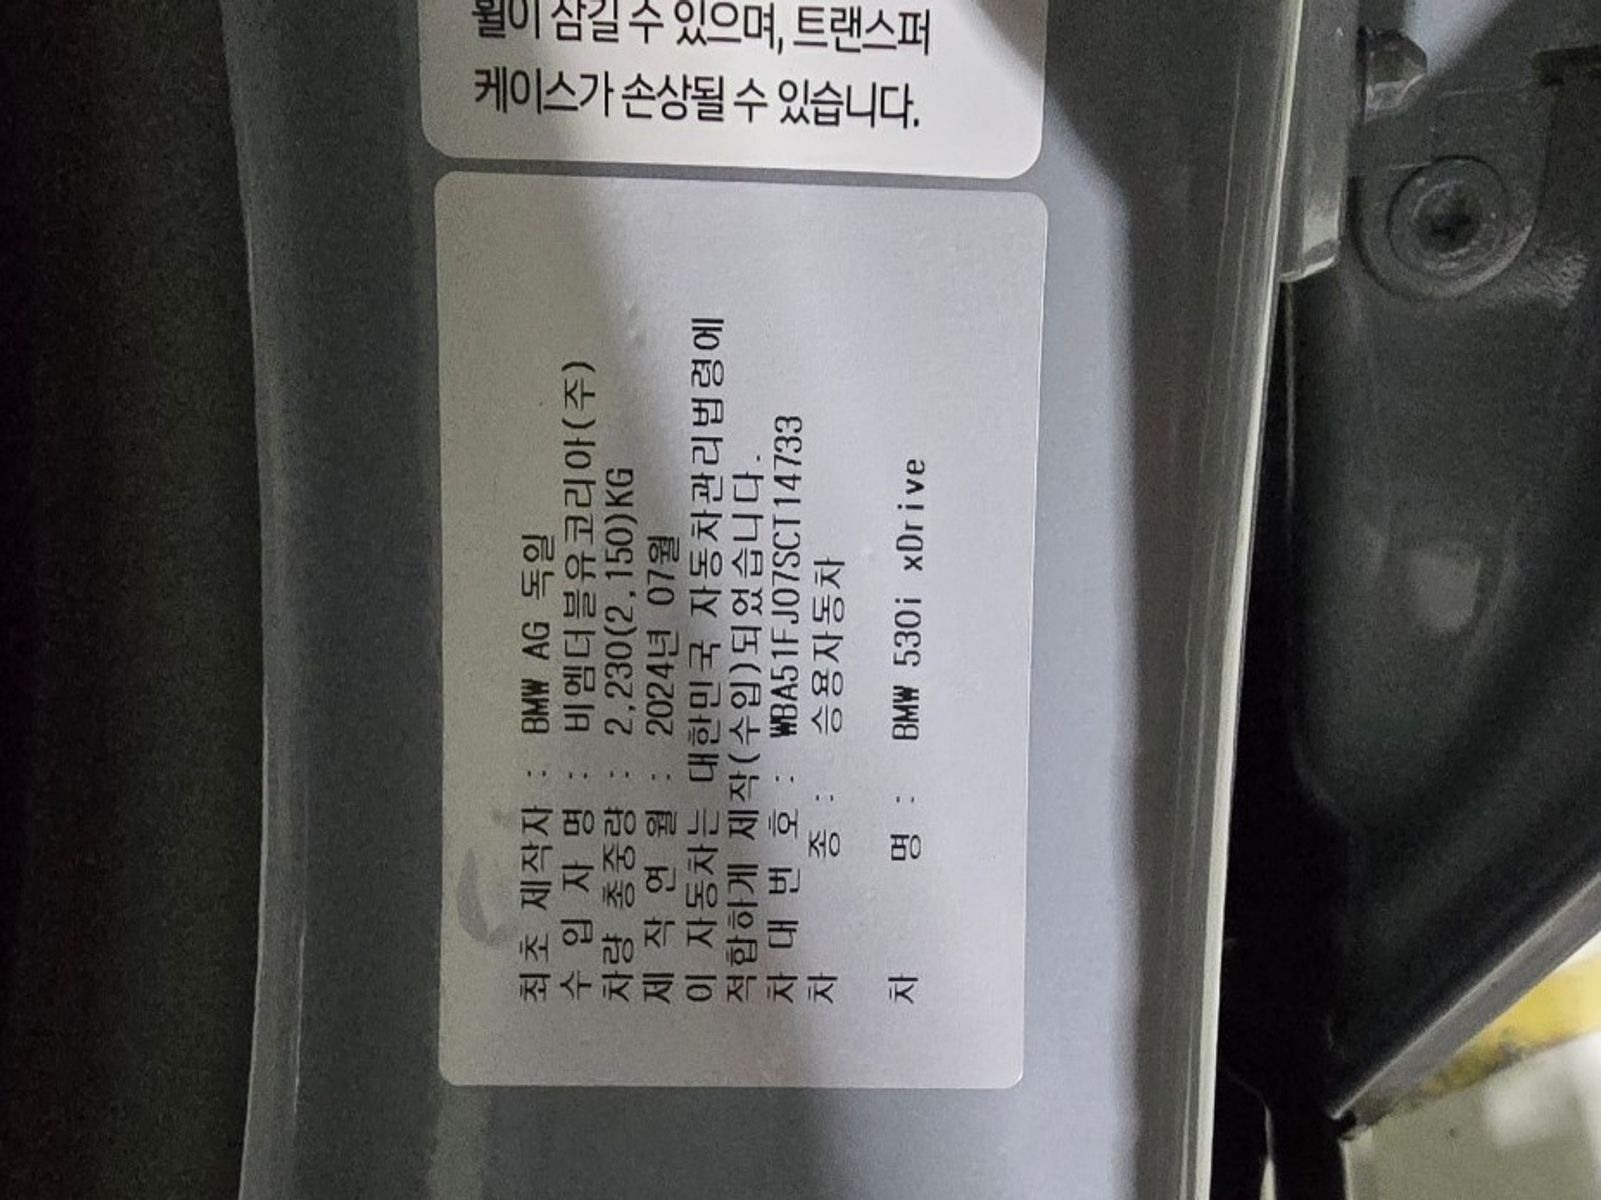 휠이 잠길 수 있으며, 트랜스퍼
케이스가 손상될 수 있습니다.
최초 제작자 : BMW AG 독일
수 입 자 명 : 비엠더블유코리아(주)
차량 총중량 : 2,230(2,150)KG
제 작 연 월 : 2024년 07월
이 자동차는 대한민국 자동차관리법령에
적합하게 제작(수입)되었습니다.
차 대 번 호 : WBA51FJ07SCT14733
차 종 : 승용자동차
차 명 : BMW 530i xDrive